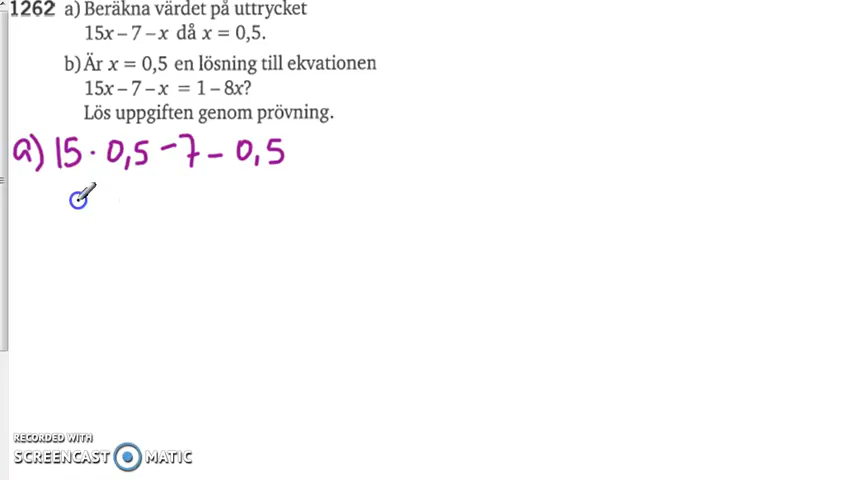 1262 a) Beräkna värdet på uttrycket
15x – 7 – x då x = 0,5.
b) Är x = 0,5 en lösning till ekvationen
15x – 7 – x = 1 – 8x?
Lös uppgiften genom prövning.
a) 15 · 0,5 – 7 – 0,5
RECORDED WITH
SCREENCAST MATIC